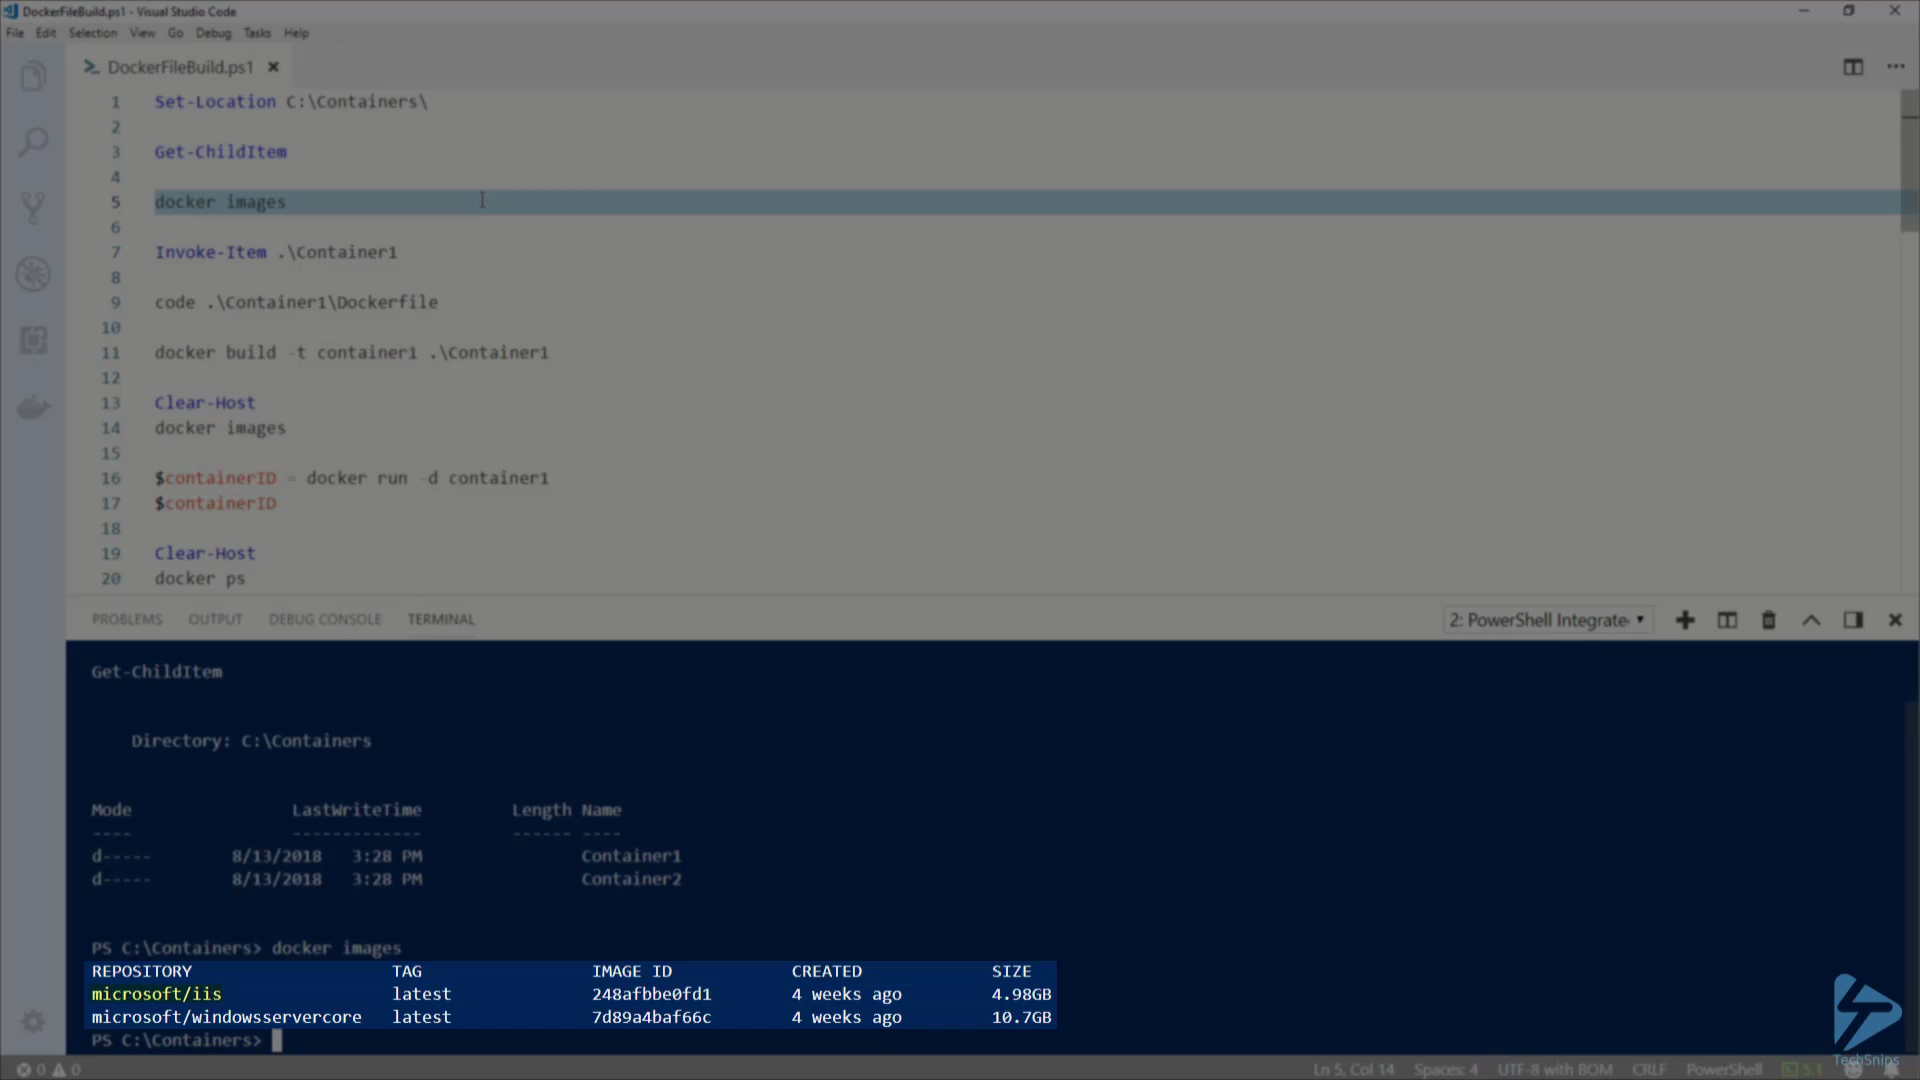 DockerFileBuild.ps1 - Visual Studio Code
File Edit Selection View Go Debug Tasks Help
DockerFileBuild.ps1
1 Set-Location C:\Containers\
2
3 Get-ChildItem
4
5 docker images
6
7 Invoke-Item .\Container1
8
9 code .\Container1\Dockerfile
10
11 docker build -t container1 .\Container1
12
13 Clear-Host
14 docker images
15
16 $containerID = docker run -d container1
17 $containerID
18
19 Clear-Host
20 docker ps
PROBLEMS OUTPUT DEBUG CONSOLE TERMINAL 2: PowerShell Integrate
Get-ChildItem
Directory: C:\Containers
Mode LastWriteTime Length Name
---- ------------- ------ ----
d----- 8/13/2018 3:28 PM Container1
d----- 8/13/2018 3:28 PM Container2
PS C:\Containers> docker images
REPOSITORY TAG IMAGE ID CREATED SIZE
microsoft/iis latest 248afbbe0fd1 4 weeks ago 4.98GB
microsoft/windowsservercore latest 7d89a4baf66c 4 weeks ago 10.7GB
PS C:\Containers>
TechSnips
0 0 Ln 5, Col 14 Spaces: 4 UTF-8 with BOM CRLF PowerShell 5.1